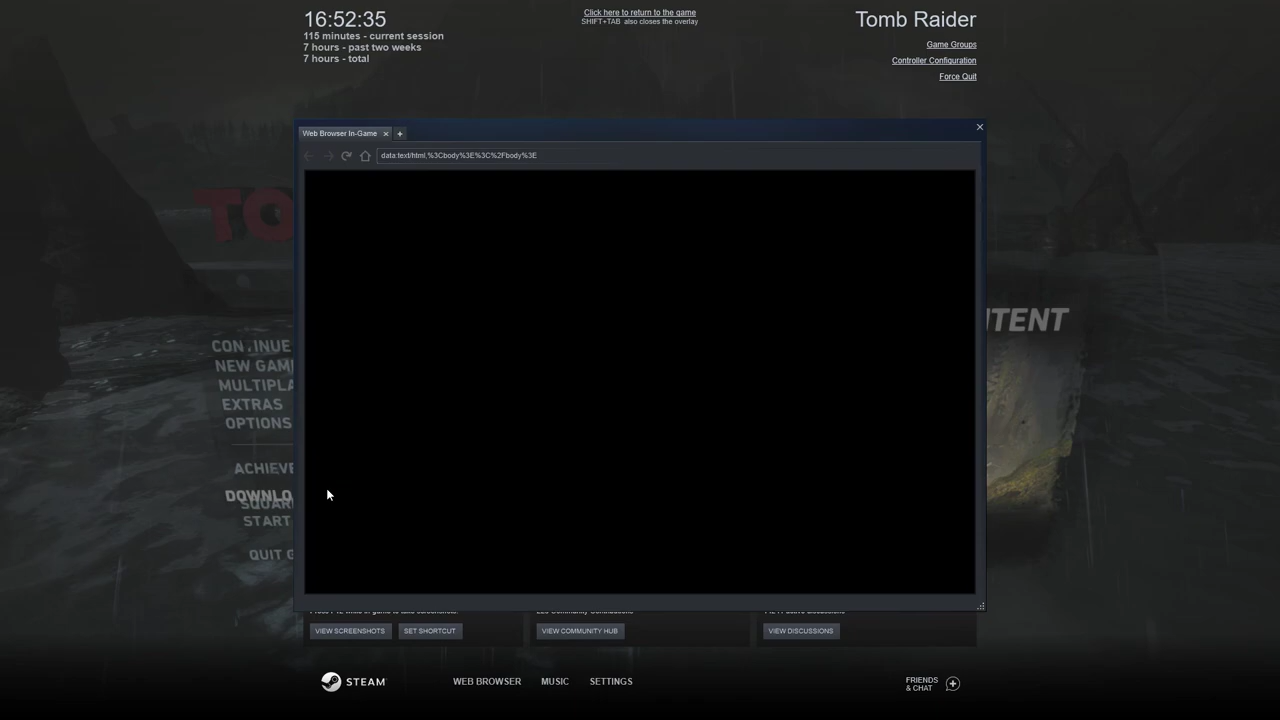 16:52:35
115 minutes - current session
7 hours - past two weeks
7 hours - total
Click here to return to the game
SHIFT+TAB also closes the overlay
Tomb Raider
Game Groups
Controller Configuration
Force Quit
Web Browser In-Game
data:text/html,%3Cbody%3E%3C%2Fbody%3E
TO
NTENT
CONTINUE
NEW GAM
MULTIPLA
EXTRAS
OPTIONS
ACHIEVE
DOWNLO
SQUAR
START
QUIT G
VIEW SCREENSHOTS
SET SHORTCUT
VIEW COMMUNITY HUB
VIEW DISCUSSIONS
STEAM
WEB BROWSER
MUSIC
SETTINGS
FRIENDS
& CHAT